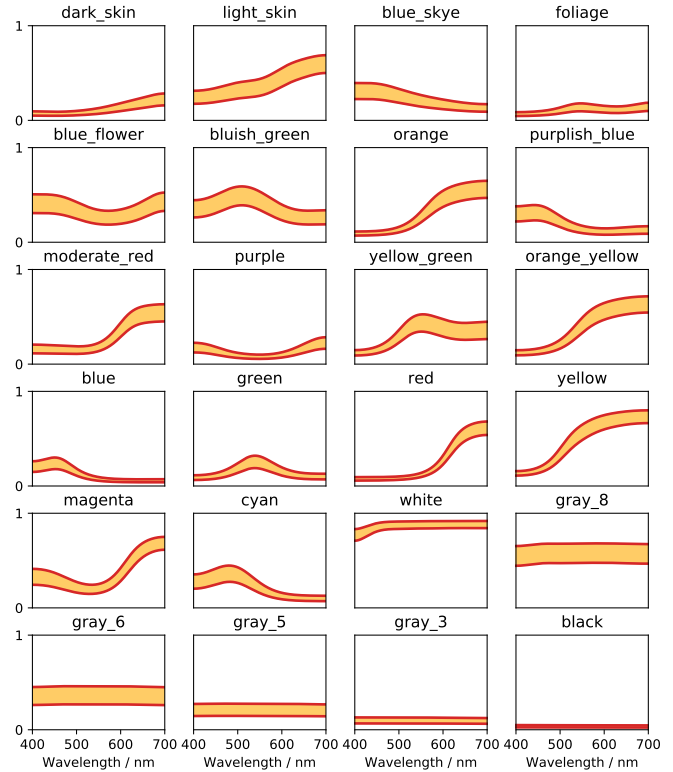 dark_skin light_skin blue_skye foliage
1
0
blue_flower bluish_green orange purplish_blue
1
0
moderate_red purple yellow_green orange_yellow
1
0
blue green red yellow
1
0
magenta cyan white gray_8
1
0
gray_6 gray_5 gray_3 black
1
0
400 500 600 700 400 500 600 700 400 500 600 700 400 500 600 700
Wavelength / nm Wavelength / nm Wavelength / nm Wavelength / nm